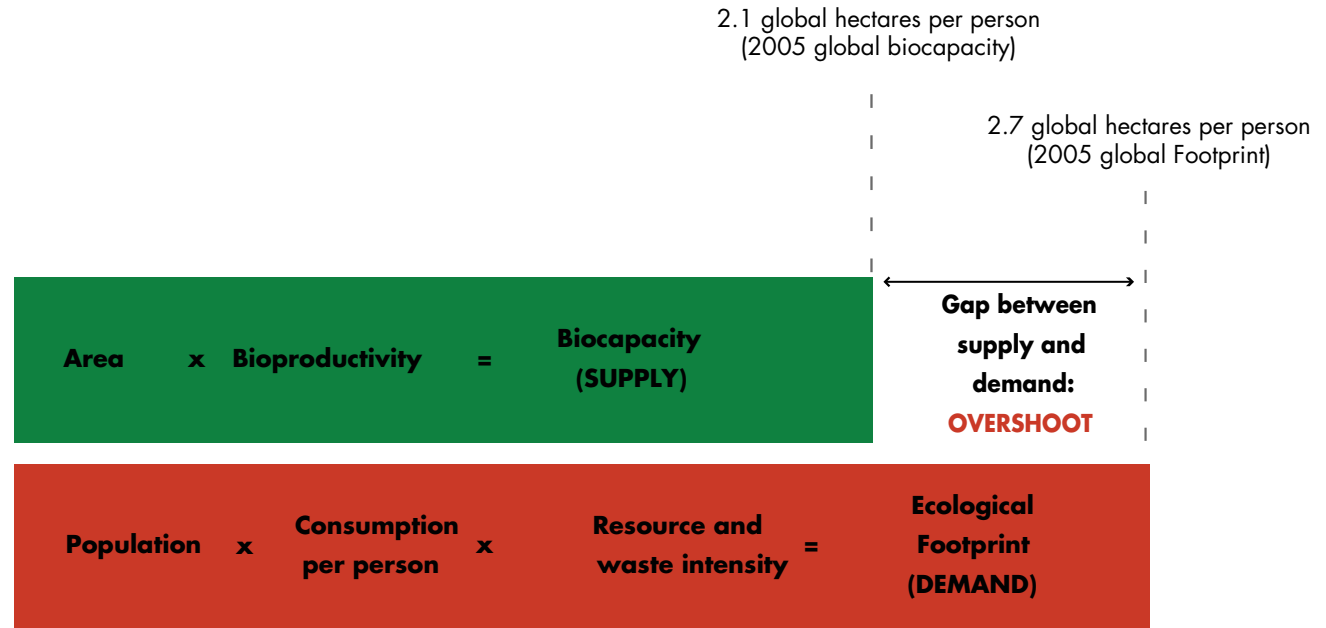 2.1 global hectares per person
(2005 global biocapacity)
2.7 global hectares per person
(2005 global Footprint)
Area x Bioproductivity = Biocapacity
(SUPPLY)
Gap between
supply and
demand:
OVERSHOOT
Population x Consumption
per person x Resource and
waste intensity = Ecological
Footprint
(DEMAND)